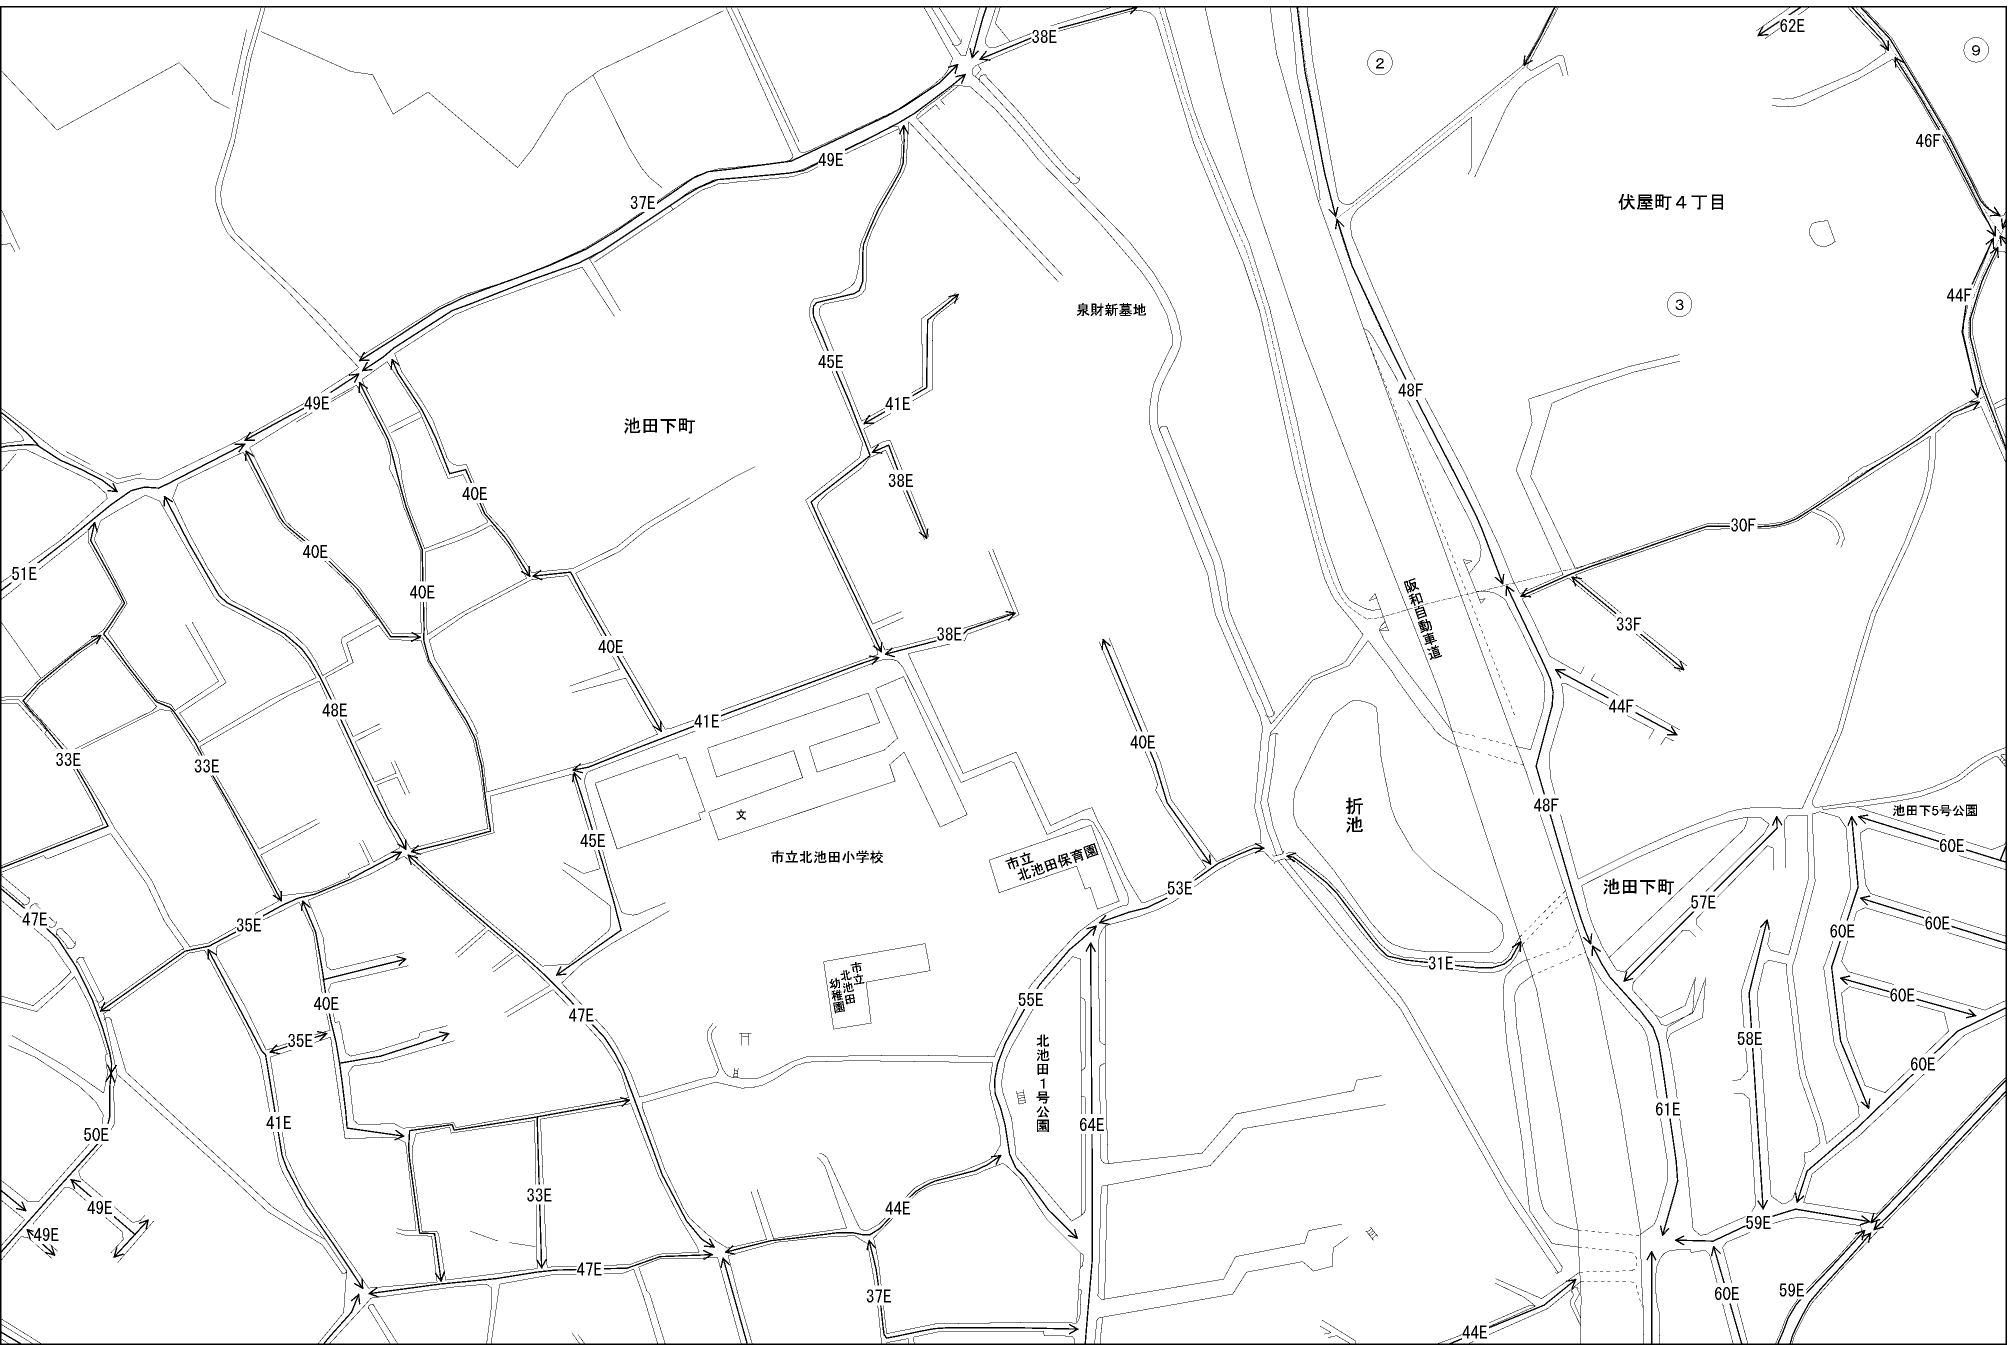 38E
62E
②
⑨
46F
49E
37E
伏屋町４丁目
44F
③
泉財新墓地
45E
48F
49E
41E
池田下町
38E
40E
30F
40E
51E
40E
阪和自動車道
33F
38E
40E
44F
48E
41E
40E
33E
33E
48F
折池
池田下5号公園
文
45E
60E
市立北池田小学校
市立
北池田保育園
53E
池田下町
57E
47E
35E
60E
60E
31E
市立
北池田
幼稚園
55E
60E
40E
47E
58E
35E
北池田１号公園
60E
61E
41E
64E
50E
33E
44E
49E
59E
49E
47E
37E
60E
59E
44E